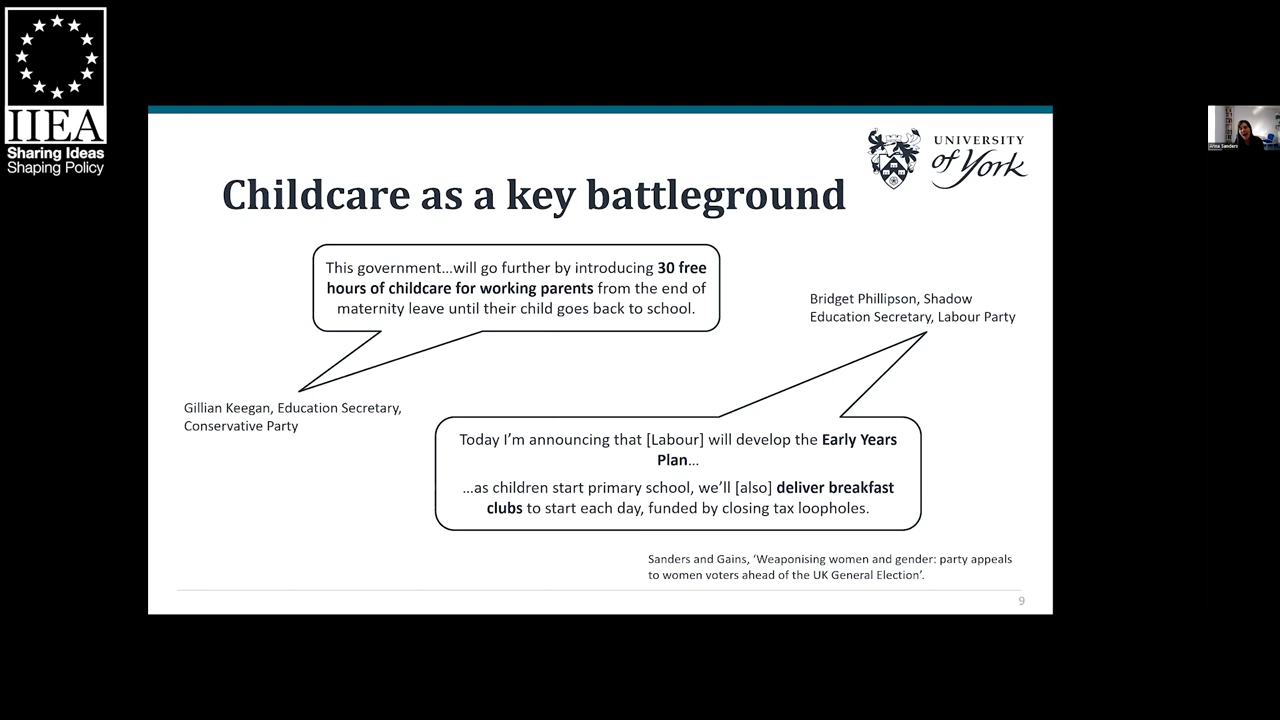 IIEA
Sharing Ideas
Shaping Policy
UNIVERSITY
of York
Childcare as a key battleground
This government...will go further by introducing 30 free
hours of childcare for working parents from the end of
maternity leave until their child goes back to school.
Bridget Phillipson, Shadow
Education Secretary, Labour Party
Gillian Keegan, Education Secretary,
Conservative Party
Today I'm announcing that [Labour] will develop the Early Years
Plan...
...as children start primary school, we'll [also] deliver breakfast
clubs to start each day, funded by closing tax loopholes.
Sanders and Gains, 'Weaponising women and gender: party appeals
to women voters ahead of the UK General Election'.
9
Anna Sanders